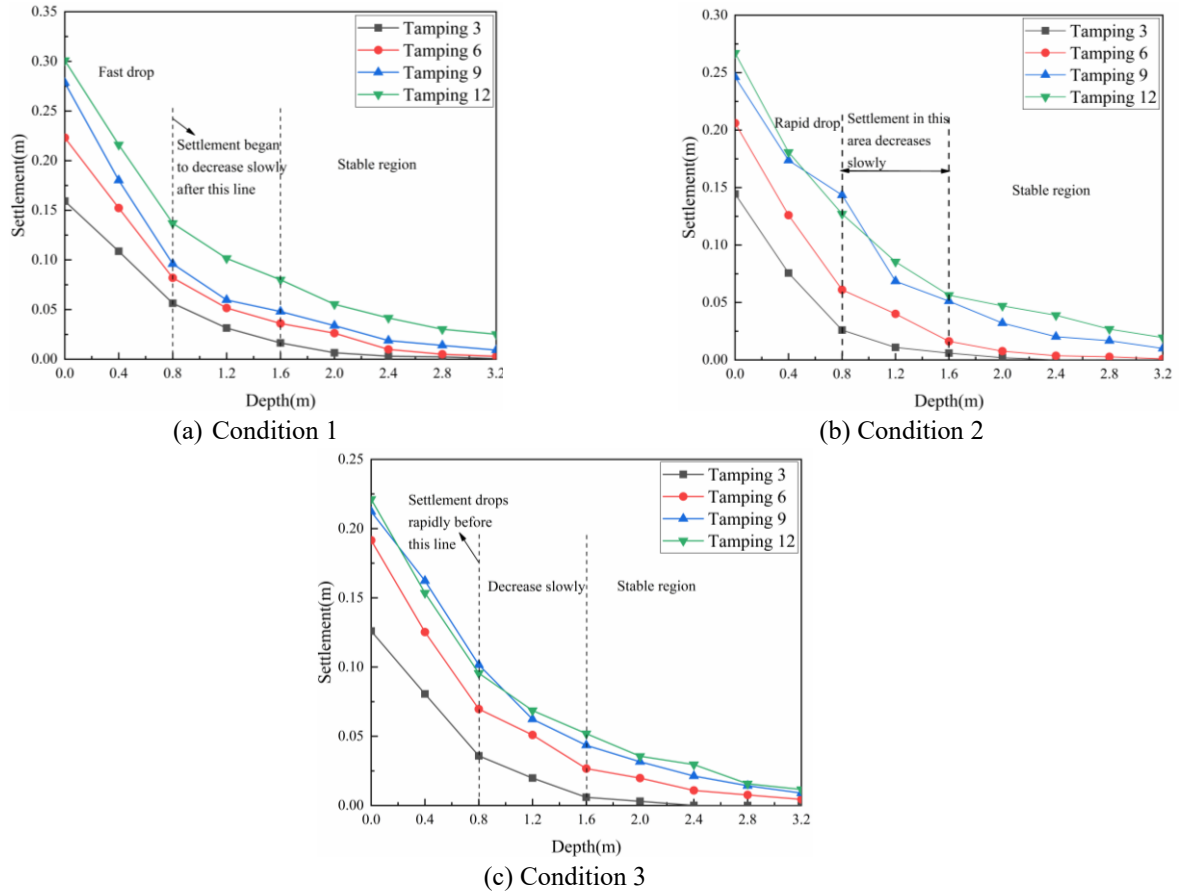 0.35
0.30
0.25
0.20
0.15
0.10
0.05
0.00
Settlement(m)
Tamping 3
Tamping 6
Tamping 9
Tamping 12
Fast drop
Settlement began
to decrease slowly
after this line
Stable region
0.0 0.4 0.8 1.2 1.6 2.0 2.4 2.8 3.2
Depth(m)
(a) Condition 1
0.30
0.25
0.20
0.15
0.10
0.05
0.00
Settlement(m)
Tamping 3
Tamping 6
Tamping 9
Tamping 12
Rapid drop
Settlement in this
area decreases
slowly
Stable region
0.0 0.4 0.8 1.2 1.6 2.0 2.4 2.8 3.2
Depth(m)
(b) Condition 2
0.25
0.20
0.15
0.10
0.05
0.00
Settlement(m)
Tamping 3
Tamping 6
Tamping 9
Tamping 12
Settlement drops
rapidly before
this line
Decrease slowly
Stable region
0.0 0.4 0.8 1.2 1.6 2.0 2.4 2.8 3.2
Depth(m)
(c) Condition 3